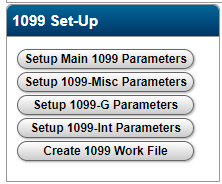 1099 Set-Up
Setup Main 1099 Parameters
Setup 1099-Misc Parameters
Setup 1099-G Parameters
Setup 1099-Int Parameters
Create 1099 Work File